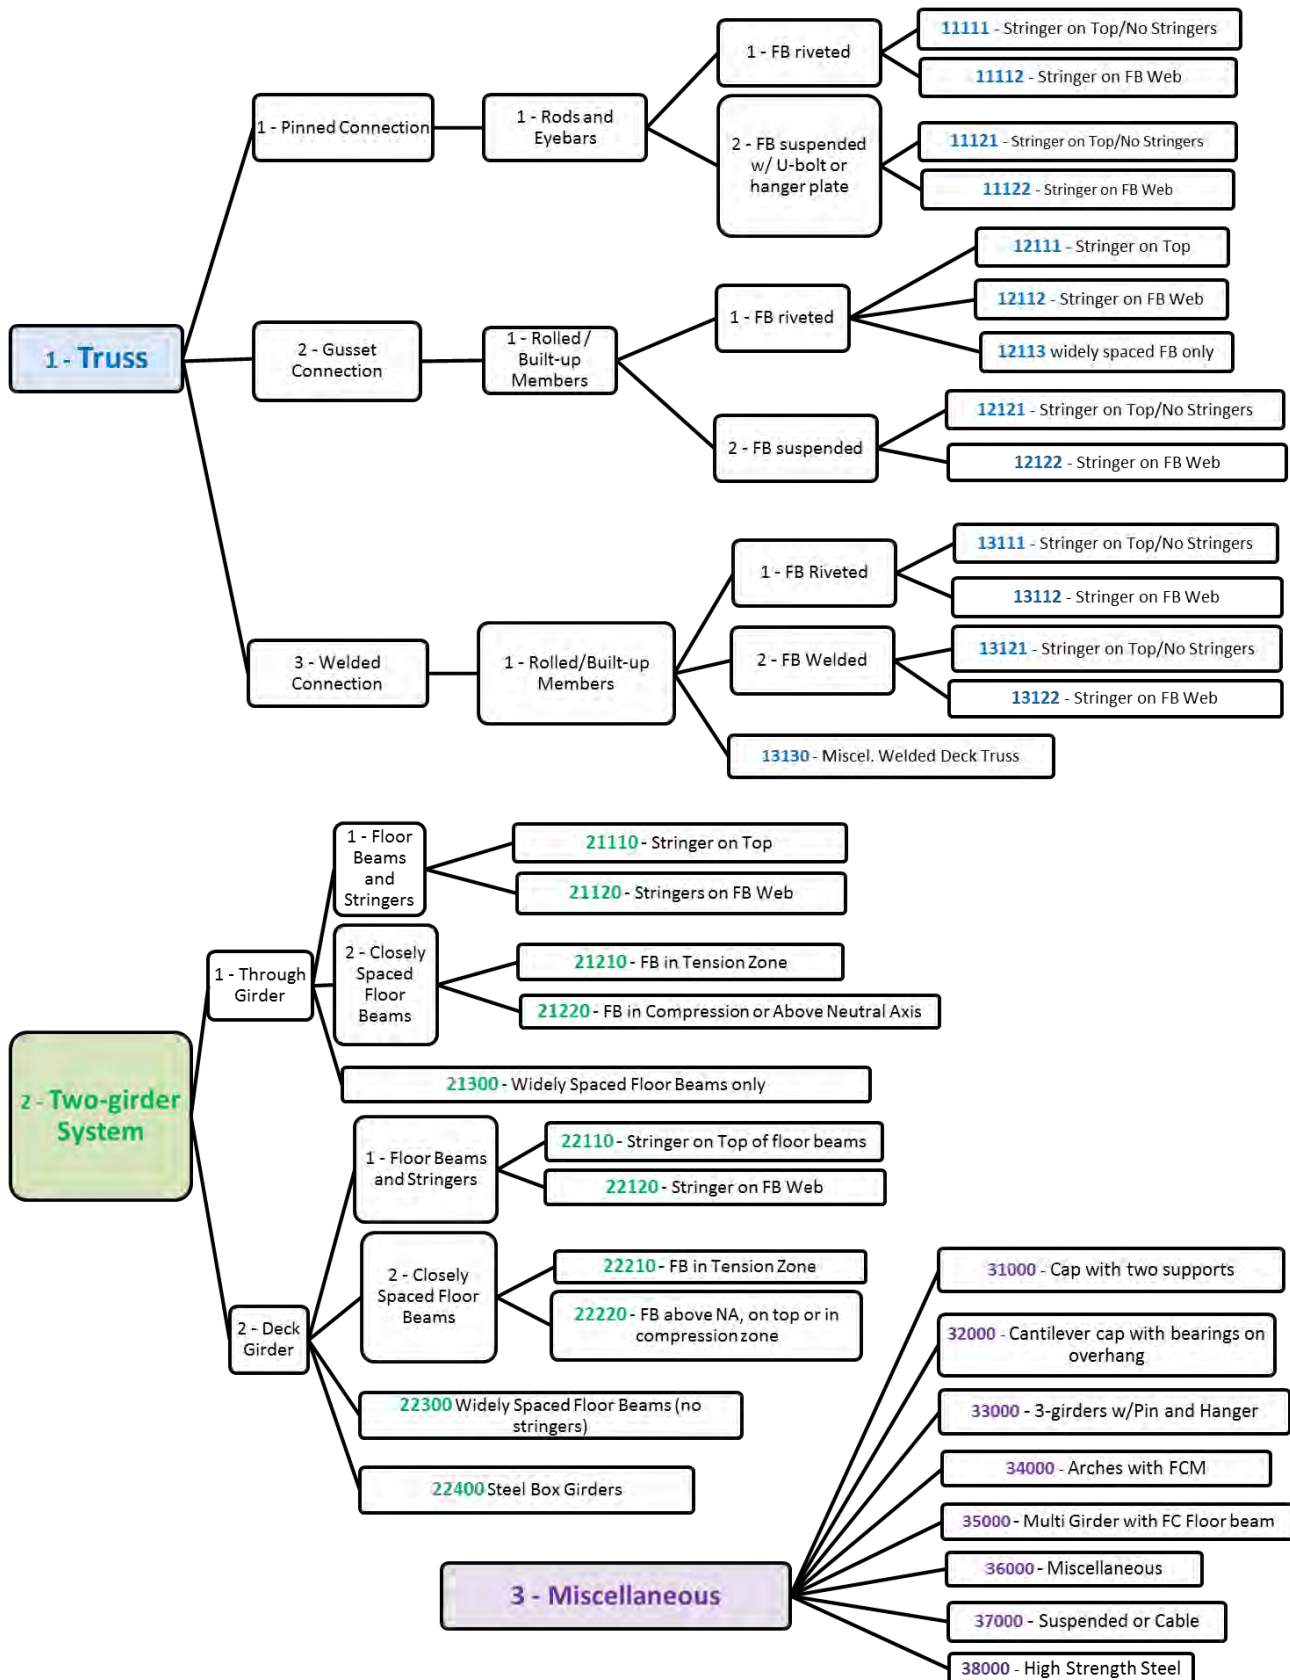 1 - Truss
1 - Pinned Connection
1 - Rods and
Eyebars
1 - FB riveted
11111 - Stringer on Top/No Stringers
11112 - Stringer on FB Web
2 - FB suspended
w/ U-bolt or
hanger plate
11121 - Stringer on Top/No Stringers
11122 - Stringer on FB Web
2 - Gusset
Connection
1 - Rolled /
Built-up
Members
1 - FB riveted
12111 - Stringer on Top
12112 - Stringer on FB Web
12113 widely spaced FB only
2 - FB suspended
12121 - Stringer on Top/No Stringers
12122 - Stringer on FB Web
3 - Welded
Connection
1 - Rolled/Built-up
Members
1 - FB Riveted
13111 - Stringer on Top/No Stringers
13112 - Stringer on FB Web
2 - FB Welded
13121 - Stringer on Top/No Stringers
13122 - Stringer on FB Web
13130 - Miscel. Welded Deck Truss
2 - Two-girder
System
1 - Through
Girder
1 - Floor
Beams
and
Stringers
21110 - Stringer on Top
21120 - Stringers on FB Web
2 - Closely
Spaced
Floor
Beams
21210 - FB in Tension Zone
21220 - FB in Compression or Above Neutral Axis
21300 - Widely Spaced Floor Beams only
2 - Deck
Girder
1 - Floor Beams
and Stringers
22110 - Stringer on Top of floor beams
22120 - Stringer on FB Web
2 - Closely
Spaced Floor
Beams
22210 - FB in Tension Zone
22220 - FB above NA, on top or in
compression zone
22300 Widely Spaced Floor Beams (no
stringers)
22400 Steel Box Girders
3 - Miscellaneous
31000 - Cap with two supports
32000 - Cantilever cap with bearings on
overhang
33000 - 3-girders w/Pin and Hanger
34000 - Arches with FCM
35000 - Multi Girder with FC Floor beam
36000 - Miscellaneous
37000 - Suspended or Cable
38000 - High Strength Steel